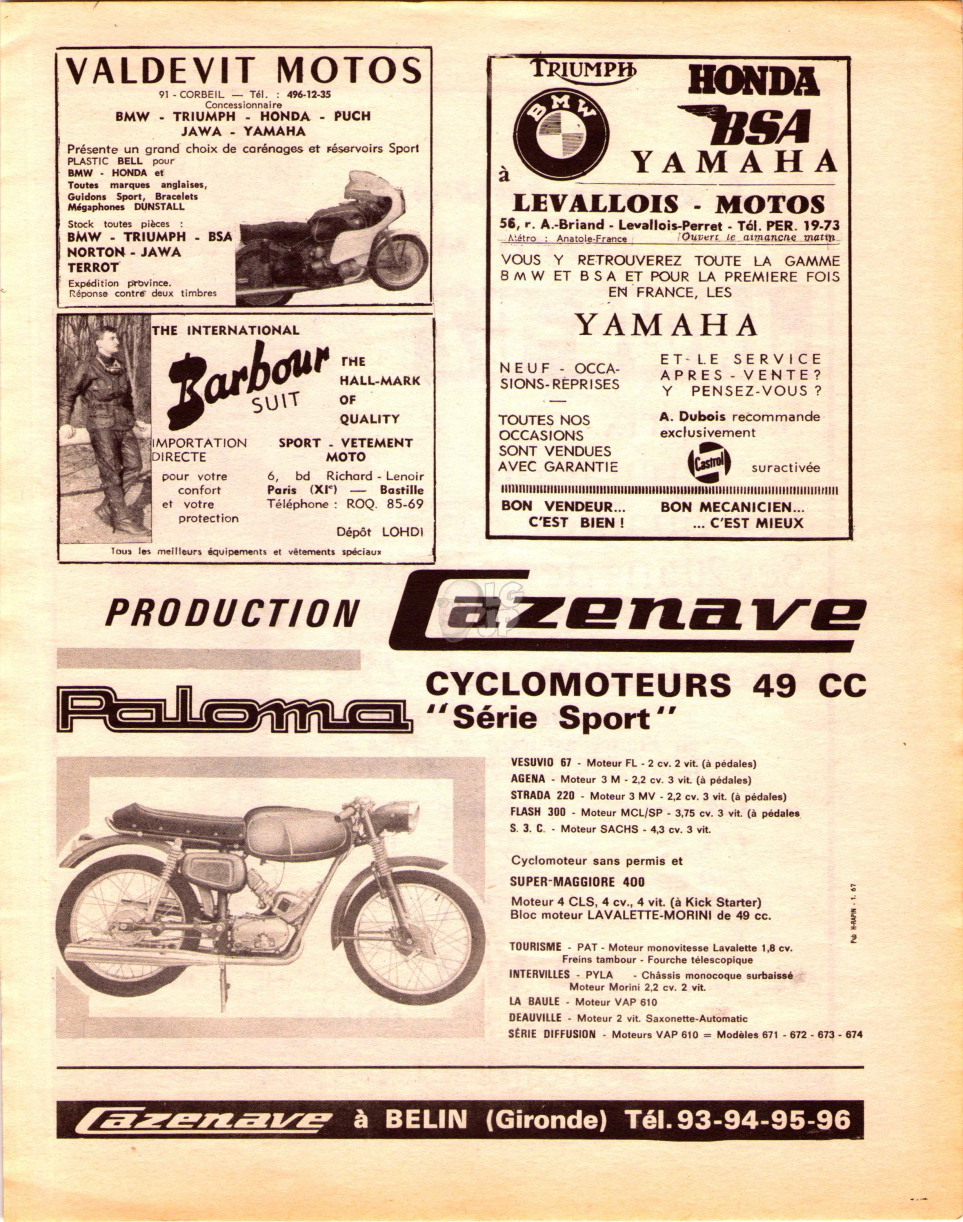 VALDEVIT MOTOS
91 - CORBEIL — Tél. : 496-12-35
Concessionnaire
BMW - TRIUMPH - HONDA - PUCH
JAWA - YAMAHA
Présente un grand choix de carénages et réservoirs Sport
PLASTIC BELL pour
BMW - HONDA et
Toutes marques anglaises,
Guidons Sport, Bracelets
Mégaphones DUNSTALL
Stock toutes pièces :
BMW - TRIUMPH - BSA
NORTON - JAWA
TERROT
Expédition province.
Réponse contre deux timbres
THE INTERNATIONAL
Barbour
SUIT
THE
HALL-MARK
OF
QUALITY
IMPORTATION
DIRECTE
pour votre
confort
et votre
protection
SPORT - VETEMENT
MOTO
6, bd Richard - Lenoir
Paris (XIe) — Bastille
Téléphone : ROQ. 85-69
Dépôt LOHDI
Tous les meilleurs équipements et vêtements spéciaux
TRIUMPH
BMW
HONDA
BSA
YAMAHA
à
LEVALLOIS - MOTOS
56, r. A.-Briand - Levallois-Perret - Tél. PER. 19-73
Métro : Anatole-France Ouvert le dimanche matin
VOUS Y RETROUVEREZ TOUTE LA GAMME
BMW ET BSA ET POUR LA PREMIERE FOIS
EN FRANCE, LES
YAMAHA
NEUF - OCCA-
SIONS-REPRISES
—
TOUTES NOS
OCCASIONS
SONT VENDUES
AVEC GARANTIE
ET - LE SERVICE
APRES - VENTE ?
Y PENSEZ-VOUS ?
A. Dubois recommande
exclusivement
Castrol suractivée
BON VENDEUR...
C'EST BIEN !
BON MECANICIEN...
... C'EST MIEUX
PRODUCTION Cazenave
BIG
UP
Paloma
CYCLOMOTEURS 49 CC
"Série Sport"
VESUVIO 67 - Moteur FL - 2 cv. 2 vit. (à pédales)
AGENA - Moteur 3 M - 2,2 cv. 3 vit. (à pédales)
STRADA 220 - Moteur 3 MV - 2,2 cv. 3 vit. (à pédales)
FLASH 300 - Moteur MCL/SP - 3,75 cv. 3 vit. (à pédales
S. 3. C. - Moteur SACHS - 4,3 cv. 3 vit.
Cyclomoteur sans permis et
SUPER-MAGGIORE 400
Moteur 4 CLS, 4 cv., 4 vit. (à Kick Starter)
Bloc moteur LAVALETTE-MORINI de 49 cc.
TOURISME - PAT - Moteur monovitesse Lavalette 1,8 cv.
Freins tambour - Fourche télescopique
INTERVILLES - PYLA - Châssis monocoque surbaissé
Moteur Morini 2,2 cv. 2 vit.
LA BAULE - Moteur VAP 610
DEAUVILLE - Moteur 2 vit. Saxonette-Automatic
SÉRIE DIFFUSION - Moteurs VAP 610 = Modèles 671 - 672 - 673 - 674
Pub H-RAPIN - 1. 67
Cazenave à BELIN (Gironde) Tél. 93-94-95-96